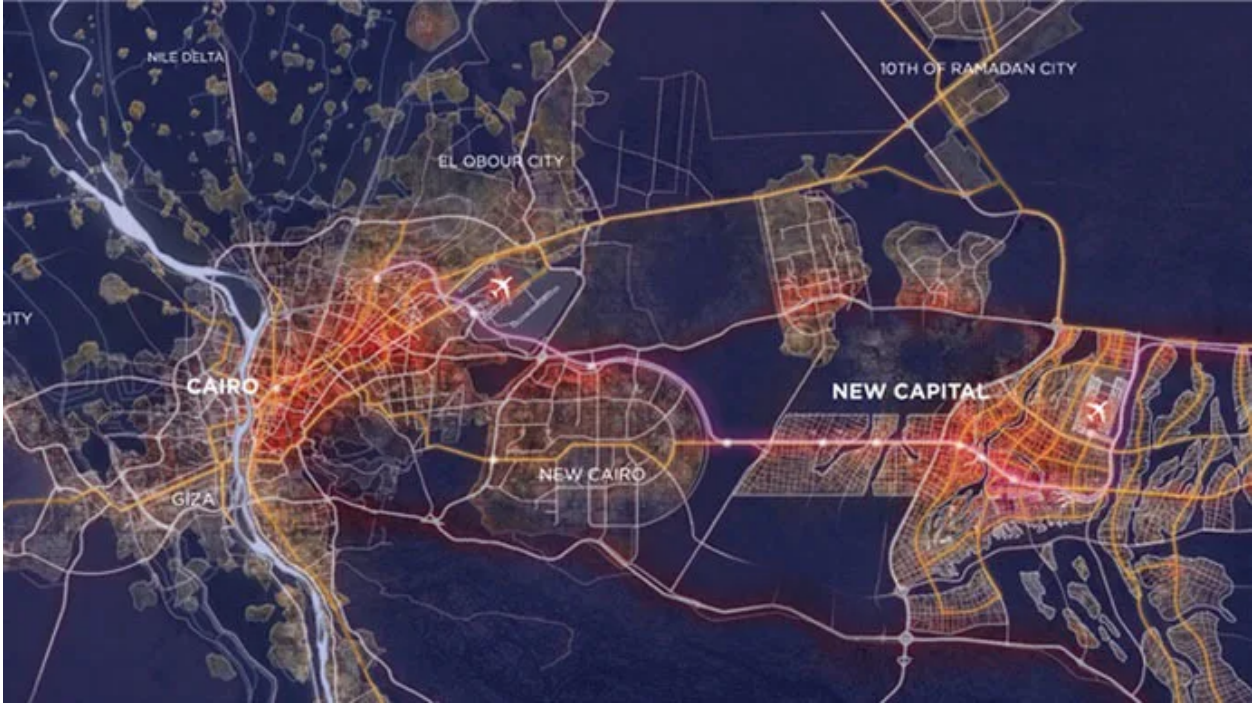 NILE DELTA
10TH OF RAMADAN CITY
EL OBOUR CITY
CITY
CAIRO
NEW CAPITAL
NEW CAIRO
GIZA